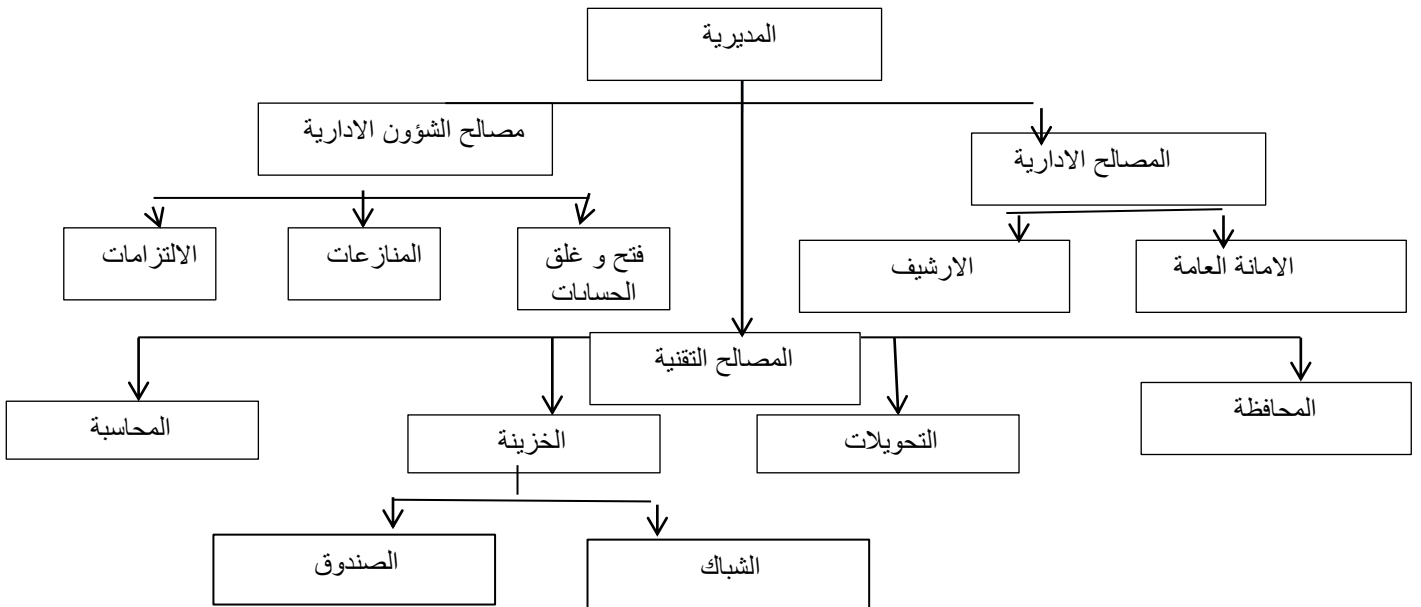 المديرية
مصالح الشؤون الادارية
المصالح الادارية
الامانة العامة
الارشيف
فتح و غلق
الحسابات
المنازعات
الالتزامات
المصالح التقنية
المحافظة
التحويلات
الخزينة
المحاسبة
الشباك
الصندوق